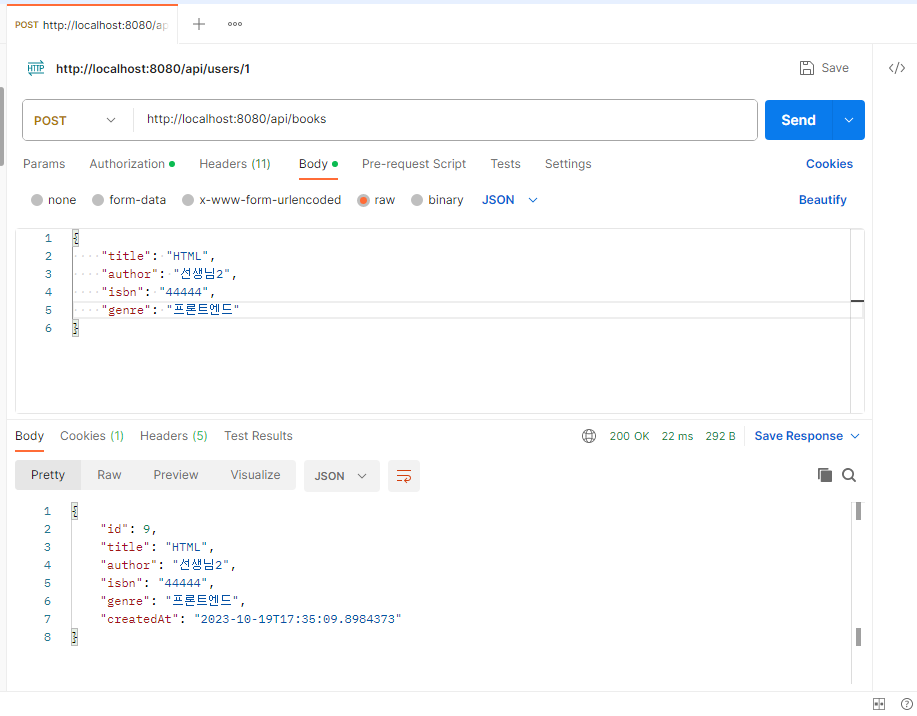 POST http://localhost:8080/ap
HTTP http://localhost:8080/api/users/1 Save
POST http://localhost:8080/api/books Send
Params Authorization Headers (11) Body Pre-request Script Tests Settings Cookies
none form-data x-www-form-urlencoded raw binary JSON Beautify
1 {
2 "title": "HTML",
3 "author": "선생님2",
4 "isbn": "44444",
5 "genre": "프론트엔드"
6 }
Body Cookies (1) Headers (5) Test Results 200 OK 22 ms 292 B Save Response
Pretty Raw Preview Visualize JSON
1 {
2 "id": 9,
3 "title": "HTML",
4 "author": "선생님2",
5 "isbn": "44444",
6 "genre": "프론트엔드",
7 "createdAt": "2023-10-19T17:35:09.8984373"
8 }